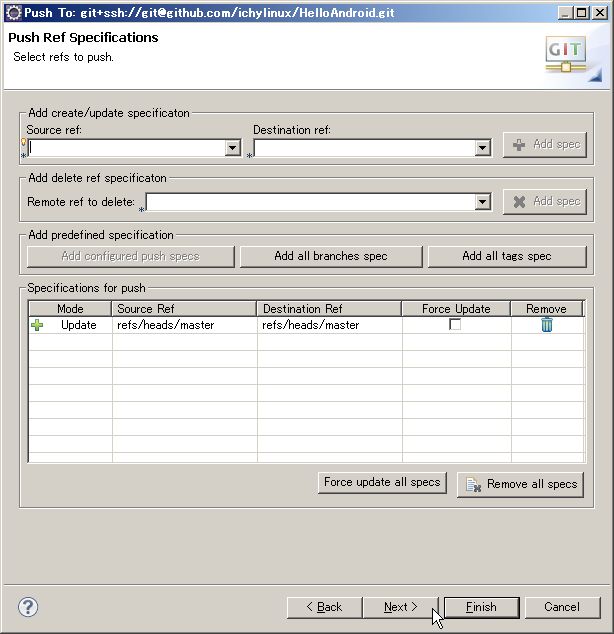 Push To: git+ssh://git@github.com/ichylinux/HelloAndroid.git
Push Ref Specifications
Select refs to push.
GIT
Add create/update specificaton
Source ref:
Destination ref:
Add spec
Add delete ref specificaton
Remote ref to delete:
Add spec
Add predefined specification
Add configured push specs
Add all branches spec
Add all tags spec
Specifications for push
Mode Source Ref Destination Ref Force Update Remove
Update refs/heads/master refs/heads/master
Force update all specs
Remove all specs
< Back
Next >
Finish
Cancel